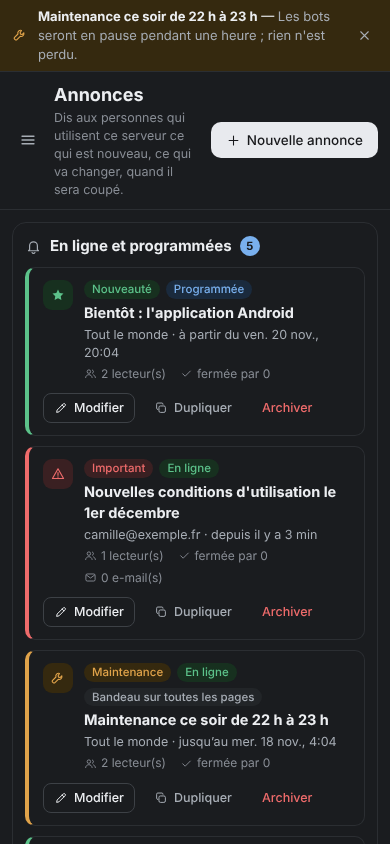 Maintenance ce soir de 22 h à 23 h — Les bots
seront en pause pendant une heure ; rien n'est
perdu.
Annonces
Dis aux personnes qui
utilisent ce serveur ce
qui est nouveau, ce qui
va changer, quand il
sera coupé.
Nouvelle annonce
En ligne et programmées 5
Nouveauté Programmée
Bientôt : l'application Android
Tout le monde · à partir du ven. 20 nov.,
20:04
2 lecteur(s) fermée par 0
Modifier Dupliquer Archiver
Important En ligne
Nouvelles conditions d'utilisation le
1er décembre
camille@exemple.fr · depuis il y a 3 min
1 lecteur(s) fermée par 0
0 e-mail(s)
Modifier Dupliquer Archiver
Maintenance En ligne
Bandeau sur toutes les pages
Maintenance ce soir de 22 h à 23 h
Tout le monde · jusqu'au mer. 18 nov., 4:04
2 lecteur(s) fermée par 0
Modifier Dupliquer Archiver